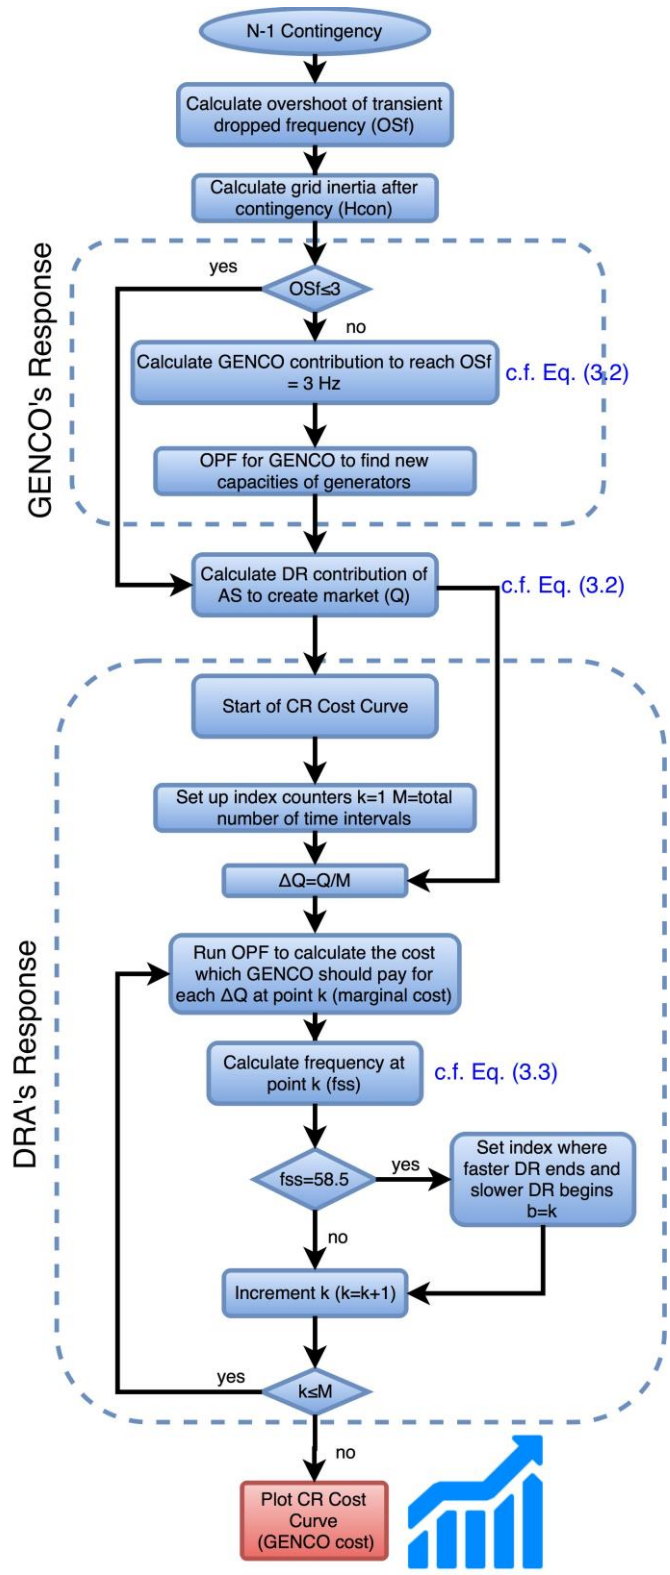 N-1 Contingency
Calculate overshoot of transient
dropped frequency (OSf)
Calculate grid inertia after
contingency (Hcon)
GENCO's Response
yes
OSf≤3
no
Calculate GENCO contribution to reach OSf
= 3 Hz
c.f. Eq. (3.2)
OPF for GENCO to find new
capacities of generators
Calculate DR contribution of
AS to create market (Q)
c.f. Eq. (3.2)
DRA's Response
Start of CR Cost Curve
Set up index counters k=1 M=total
number of time intervals
ΔQ=Q/M
Run OPF to calculate the cost
which GENCO should pay for
each ΔQ at point k (marginal cost)
Calculate frequency at
point k (fss)
c.f. Eq. (3.3)
fss=58.5
yes
Set index where
faster DR ends and
slower DR begins
b=k
no
Increment k (k=k+1)
yes
k≤M
no
Plot CR Cost
Curve
(GENCO cost)